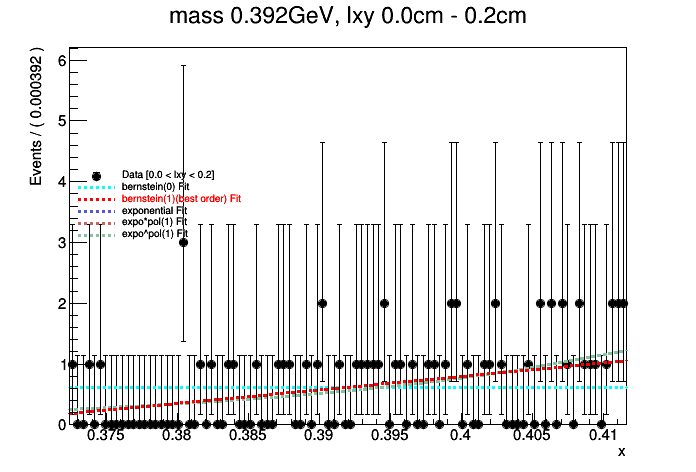 mass 0.392GeV, lxy 0.0cm - 0.2cm
Events / ( 0.000392 )
6
5
4
3
2
1
0
Data [0.0 < lxy < 0.2]
bernstein(0) Fit
bernstein(1)(best order) Fit
exponential Fit
expo*pol(1) Fit
expo^pol(1) Fit
0.375 0.38 0.385 0.39 0.395 0.4 0.405 0.41
x